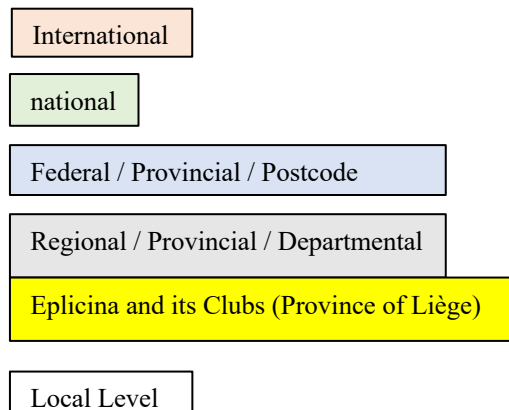 International
national
Federal / Provincial / Postcode
Regional / Provincial / Departmental
Eplicina and its Clubs (Province of Liège)
Local Level